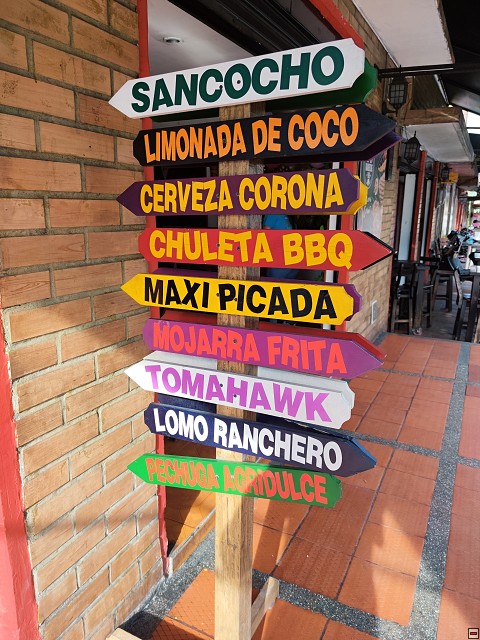 SANCOCHO
LIMONADA DE COCO
CERVEZA CORONA
CHULETA BBQ
MAXI PICADA
MOJARRA FRITA
TOMAHAWK
LOMO RANCHERO
PECHUGA AGRIDULCE